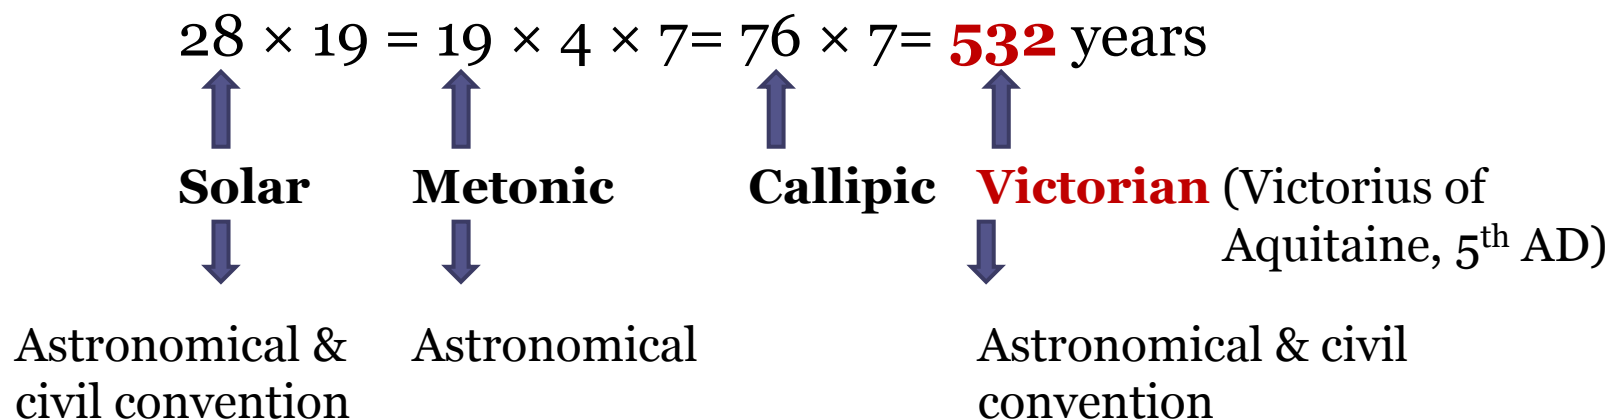 28 × 19 = 19 × 4 × 7= 76 × 7= 532 years
Solar Metonic Callipic Victorian (Victorius of
Aquitaine, 5th AD)
Astronomical & Astronomical Astronomical & civil
civil convention convention